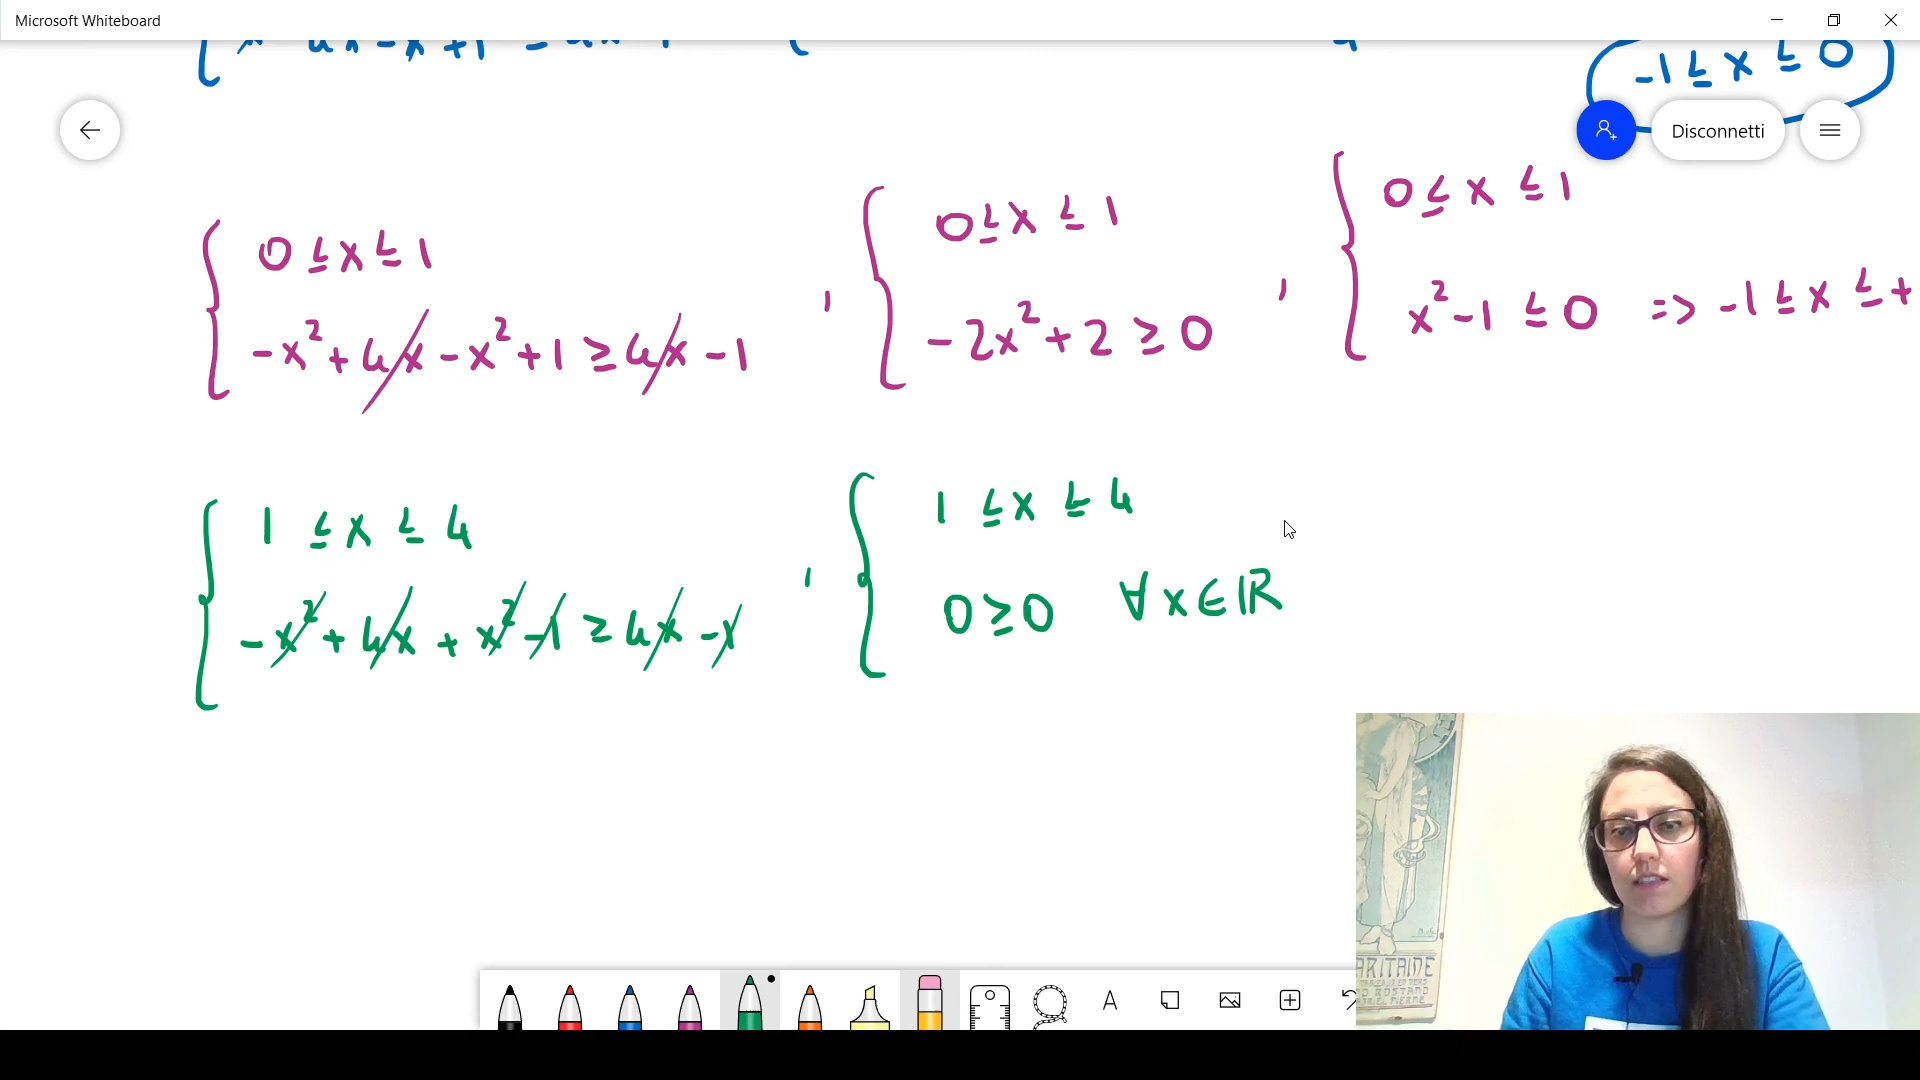 Microsoft Whiteboard
-1 ≤ x ≤ 0
Disconnetti
0 ≤ x ≤ 1
-x² + 4x - x² + 1 ≥ 4x - 1
,
0 ≤ x ≤ 1
-2x² + 2 ≥ 0
,
0 ≤ x ≤ 1
x² - 1 ≤ 0 => -1 ≤ x ≤ +
1 ≤ x ≤ 4
-x² + 4x + x² - 1 ≥ 4x - 1
,
1 ≤ x ≤ 4
0 ≥ 0 ∀ x ∈ ℝ
ARITAINE